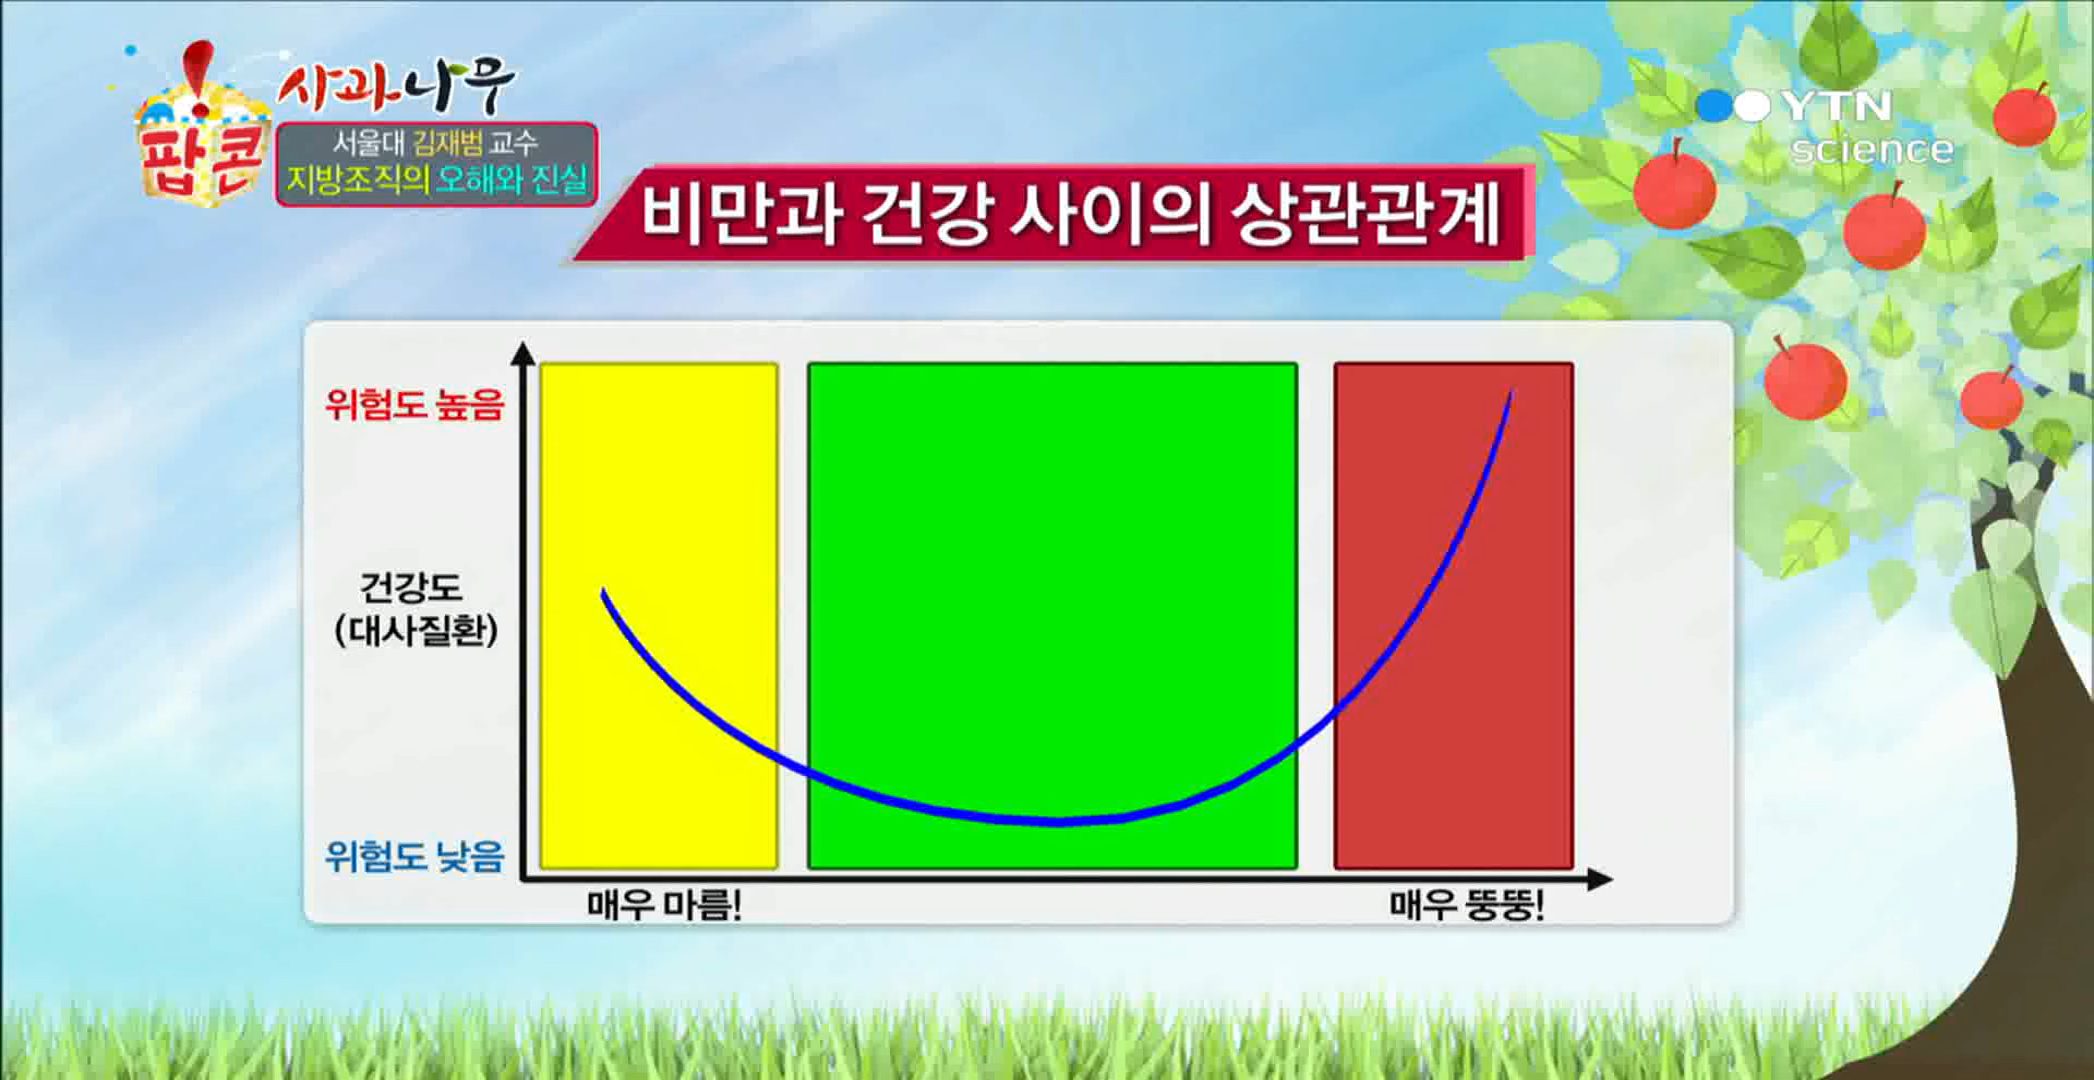 사과나무
팝콘
서울대 김재범 교수
지방조직의 오해와 진실
YTN
science
비만과 건강 사이의 상관관계
위험도 높음
건강도
(대사질환)
위험도 낮음
매우 마름!
매우 뚱뚱!